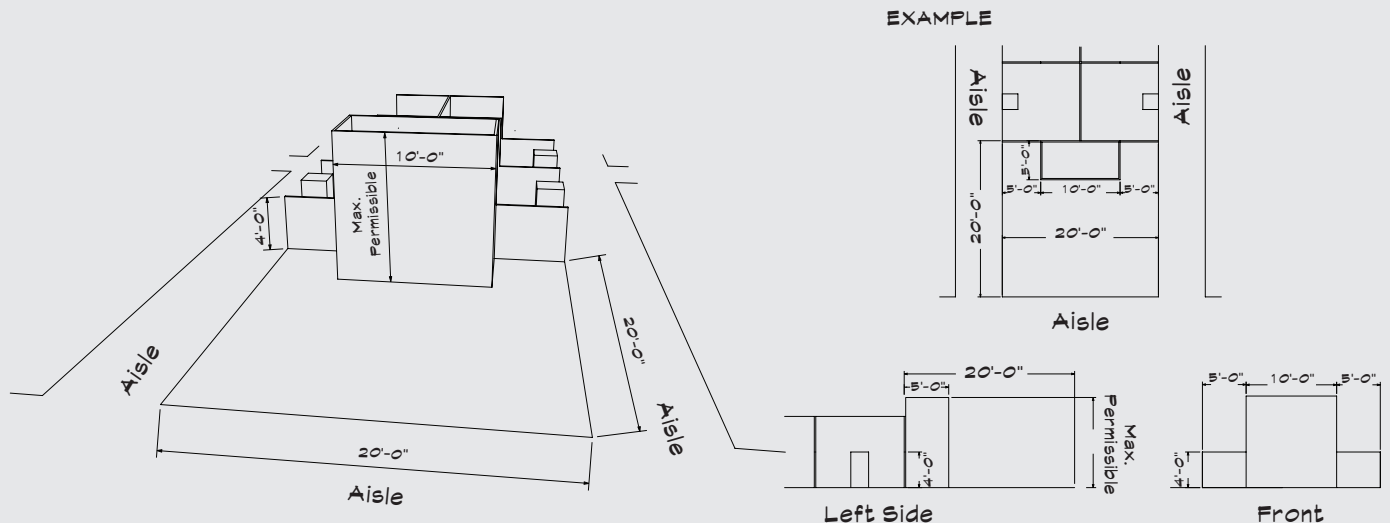 EXAMPLE
10'-0"
Max.
Permissible
4'-0"
20'-0"
Aisle
Aisle
20'-0"
Aisle
Aisle
Aisle
5'-0"
5'-0"
10'-0"
5'-0"
20'-0"
20'-0"
Aisle
20'-0"
5'-0"
Max.
Permissible
4'-0"
Left Side
5'-0"
10'-0"
5'-0"
4'-0"
Front